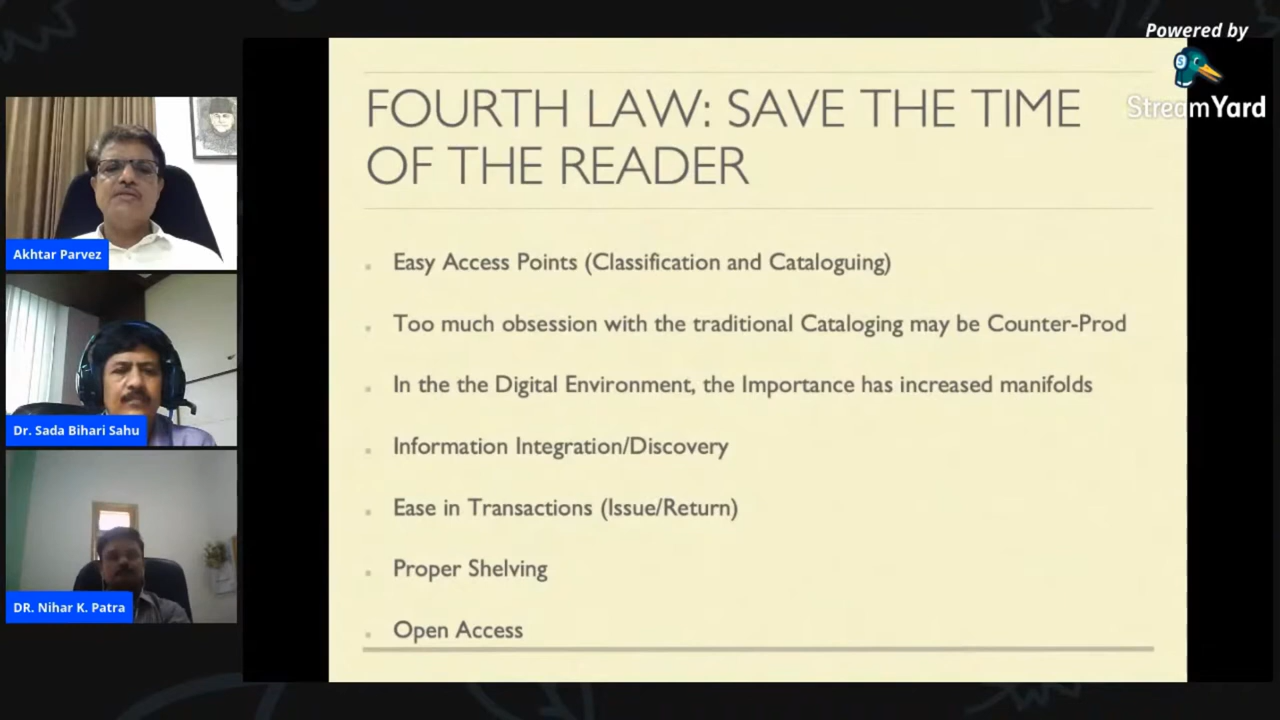 Powered by
StreamYard
FOURTH LAW: SAVE THE TIME
OF THE READER
Easy Access Points (Classification and Cataloguing)
Too much obsession with the traditional Cataloging may be Counter-Prod
In the the Digital Environment, the Importance has increased manifolds
Information Integration/Discovery
Ease in Transactions (Issue/Return)
Proper Shelving
Open Access
Akhtar Parvez
Dr. Sada Bihari Sahu
DR. Nihar K. Patra